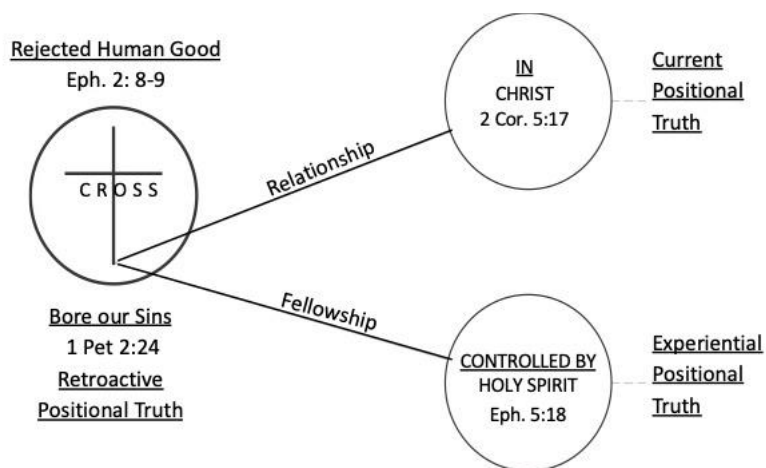 Rejected Human Good
Eph. 2: 8-9
CROSS
Bore our Sins
1 Pet 2:24
Retroactive
Positional Truth
Relationship
Fellowship
IN
CHRIST
2 Cor. 5:17
Current
Positional
Truth
CONTROLLED BY
HOLY SPIRIT
Eph. 5:18
Experiential
Positional
Truth